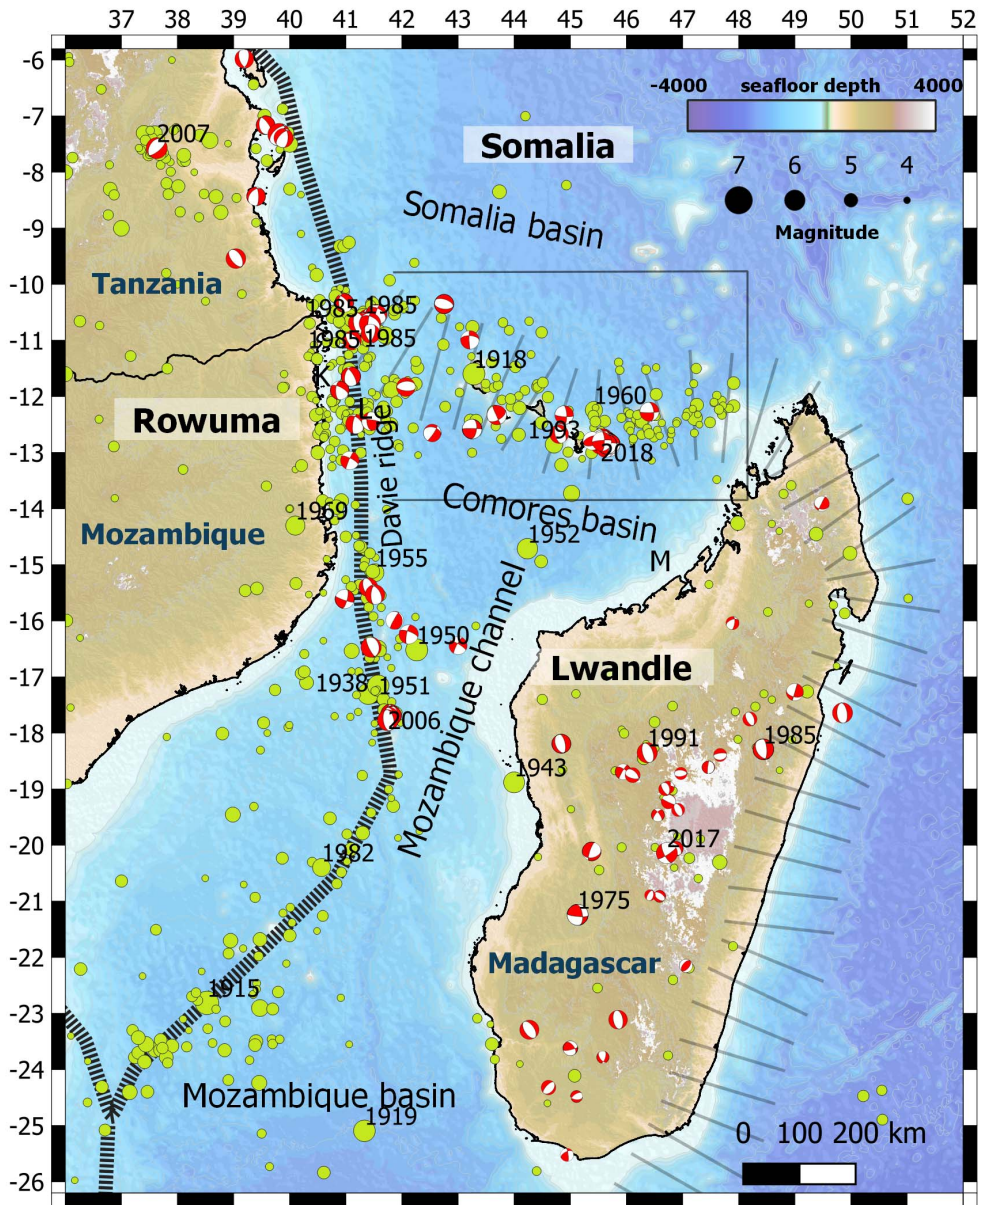 37 38 39 40 41 42 43 44 45 46 47 48 49 50 51 52
-4000 seafloor depth 4000
7 6 5 4
Magnitude
-6
-7
-8
-9
-10
-11
-12
-13
-14
-15
-16
-17
-18
-19
-20
-21
-22
-23
-24
-25
-26
2007
Somalia
Somalia basin
Tanzania
1985
1985
1985
1985
1918
K
1960
Rowuma
Le
1993
2018
Davie ridge
Comores basin
1969
Mozambique
1952
M
1955
1950
Mozambique channel
Lwandle
1938
1951
2006
1991
1985
1943
1982
2017
1975
Madagascar
1915
Mozambique basin
1919
0 100 200 km